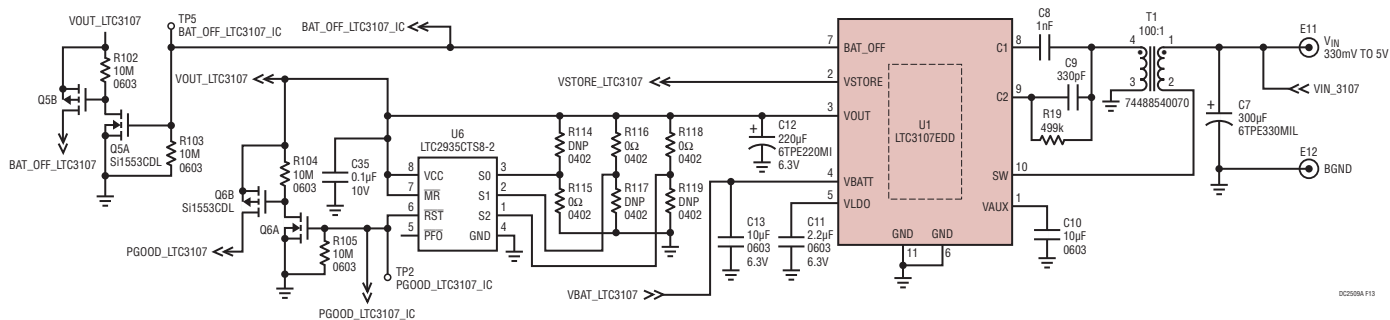 VOUT_LTC3107
R102
10M
0603
Q5B
Q5A
Si1553CDL
BAT_OFF_LTC3107
TP5
BAT_OFF_LTC3107_IC
R103
10M
0603
BAT_OFF_LTC3107_IC
VOUT_LTC3107
R104
10M
0603
Q6B
Si1553CDL
Q6A
PGOOD_LTC3107
R105
10M
0603
C35
0.1µF
10V
TP2
PGOOD_LTC3107_IC
PGOOD_LTC3107_IC
U6
LTC2935CTS8-2
8 VCC
7 MR
6 RST
5 PFO
S0 3
S1 2
S2 1
GND 4
R114
DNP
0402
R115
0Ω
0402
R116
0Ω
0402
R117
DNP
0402
R118
0Ω
0402
R119
DNP
0402
VSTORE_LTC3107
C12
220µF
6TPE220MI
6.3V
C13
10µF
0603
6.3V
C11
2.2µF
0603
6.3V
VBAT_LTC3107
7 BAT_OFF
2 VSTORE
3 VOUT
4 VBATT
5 VLDO
U1
LTC3107EDD
C1 8
C2 9
SW 10
VAUX 1
GND 11
GND 6
C8
1nF
C9
330pF
R19
499k
C10
10µF
0603
T1
100:1
4
1
3
2
74488540070
C7
300µF
6TPE330MIL
E11
VIN
330mV TO 5V
VIN_3107
E12
BGND
DC2509A F13